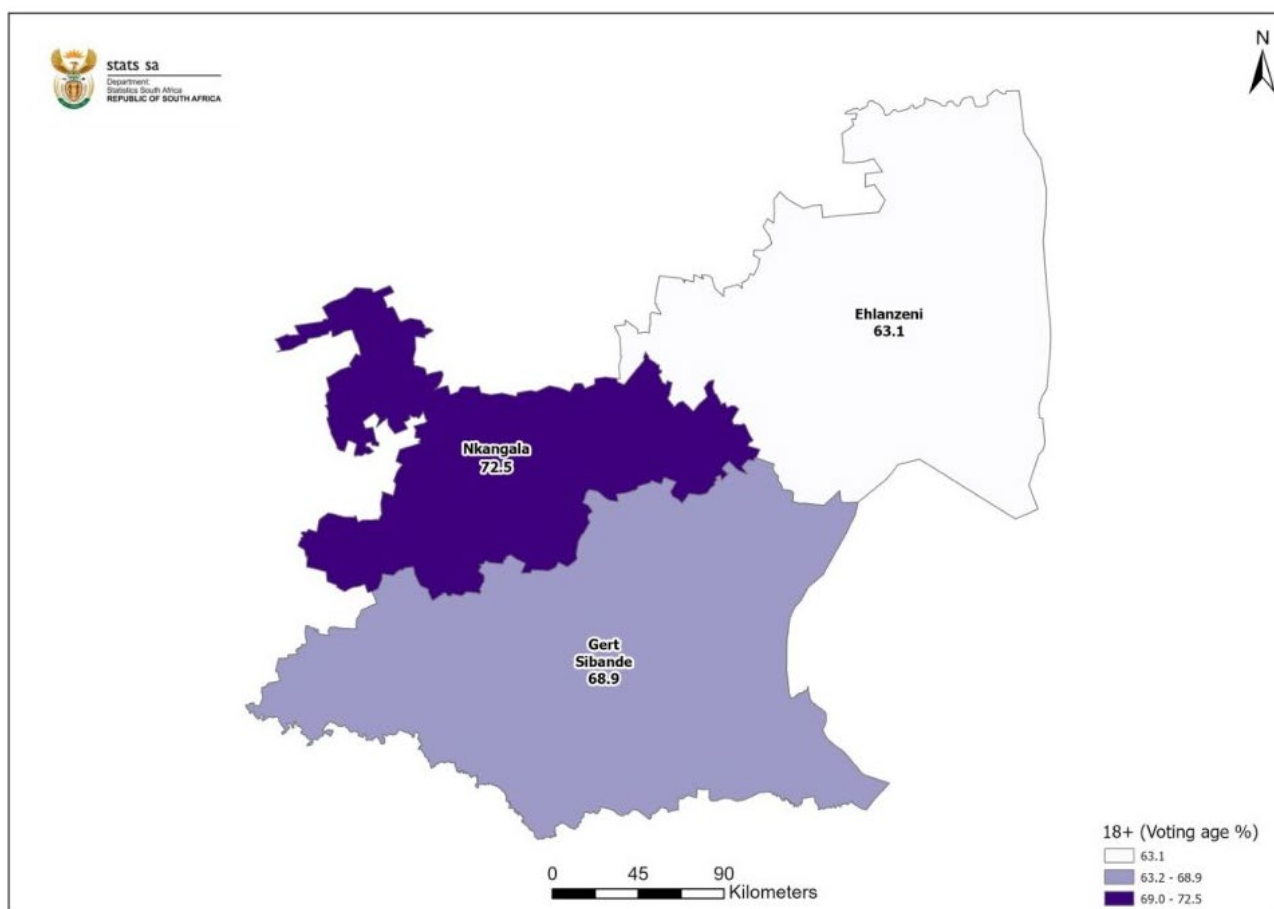 stats sa
Department:
Statistics South Africa
REPUBLIC OF SOUTH AFRICA
N
Ehlanzeni
63.1
Nkangala
72.5
Gert
Sibande
68.9
18+ (Voting age %)
63.1
63.2 - 68.9
69.0 - 72.5
0 45 90
Kilometers